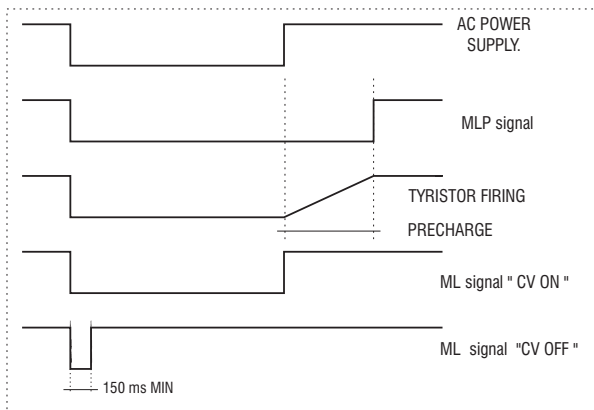 AC POWER
SUPPLY.
MLP signal
TYRISTOR FIRING
PRECHARGE
ML signal " CV ON "
ML signal "CV OFF "
150 ms MIN